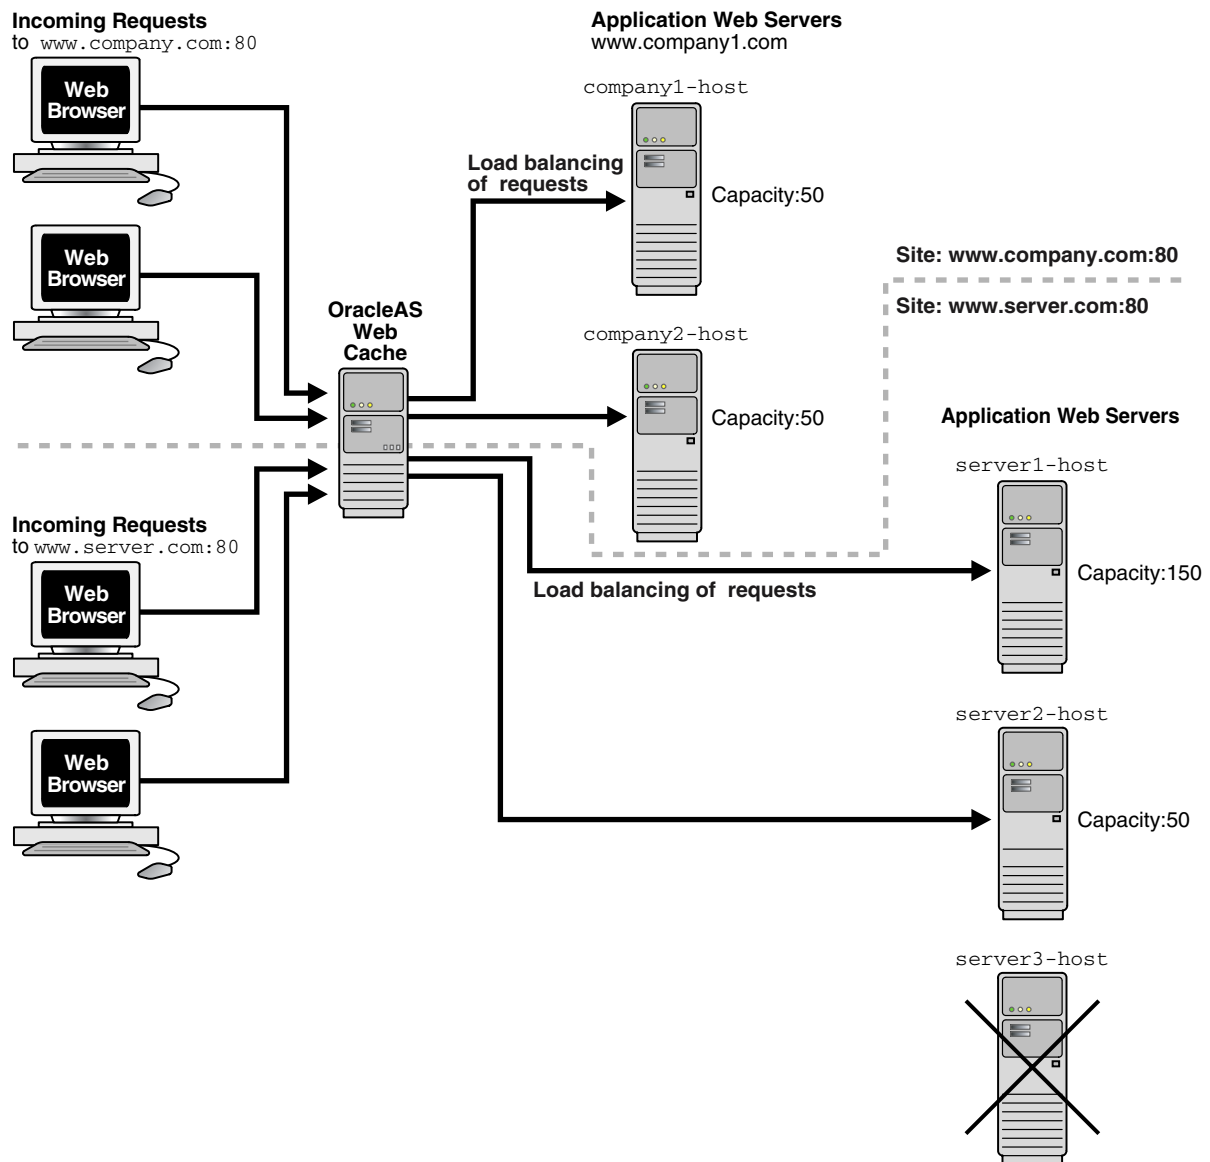 Incoming Requests
to www.company.com:80
Web
Browser
Web
Browser
Application Web Servers
www.company1.com
company1-host
Load balancing
of requests
Capacity:50
Site: www.company.com:80
Site: www.server.com:80
OracleAS
Web
Cache
company2-host
Capacity:50
Application Web Servers
server1-host
Incoming Requests
to www.server.com:80
Web
Browser
Web
Browser
Load balancing of requests
Capacity:150
server2-host
Capacity:50
server3-host